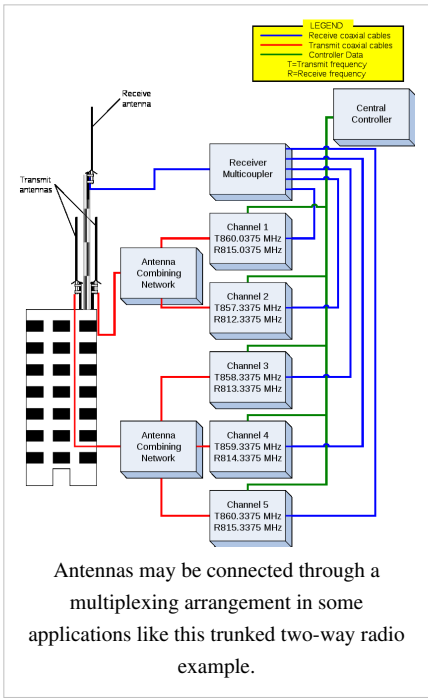 LEGEND
Receive coaxial cables
Transmit coaxial cables
Controller Data
T=Transmit frequency
R=Receive frequency
Receive
antenna
Central
Controller
Receiver
Multicoupler
Transmit
antennas
Channel 1
T860.0375 MHz
R815.0375 MHz
Antenna
Combining
Network
Channel 2
T857.3375 MHz
R812.3375 MHz
Channel 3
T858.3375 MHz
R813.3375 MHz
Antenna
Combining
Network
Channel 4
T859.3375 MHz
R814.3375 MHz
Channel 5
T860.3375 MHz
R815.3375 MHz
Antennas may be connected through a
multiplexing arrangement in some
applications like this trunked two-way radio
example.